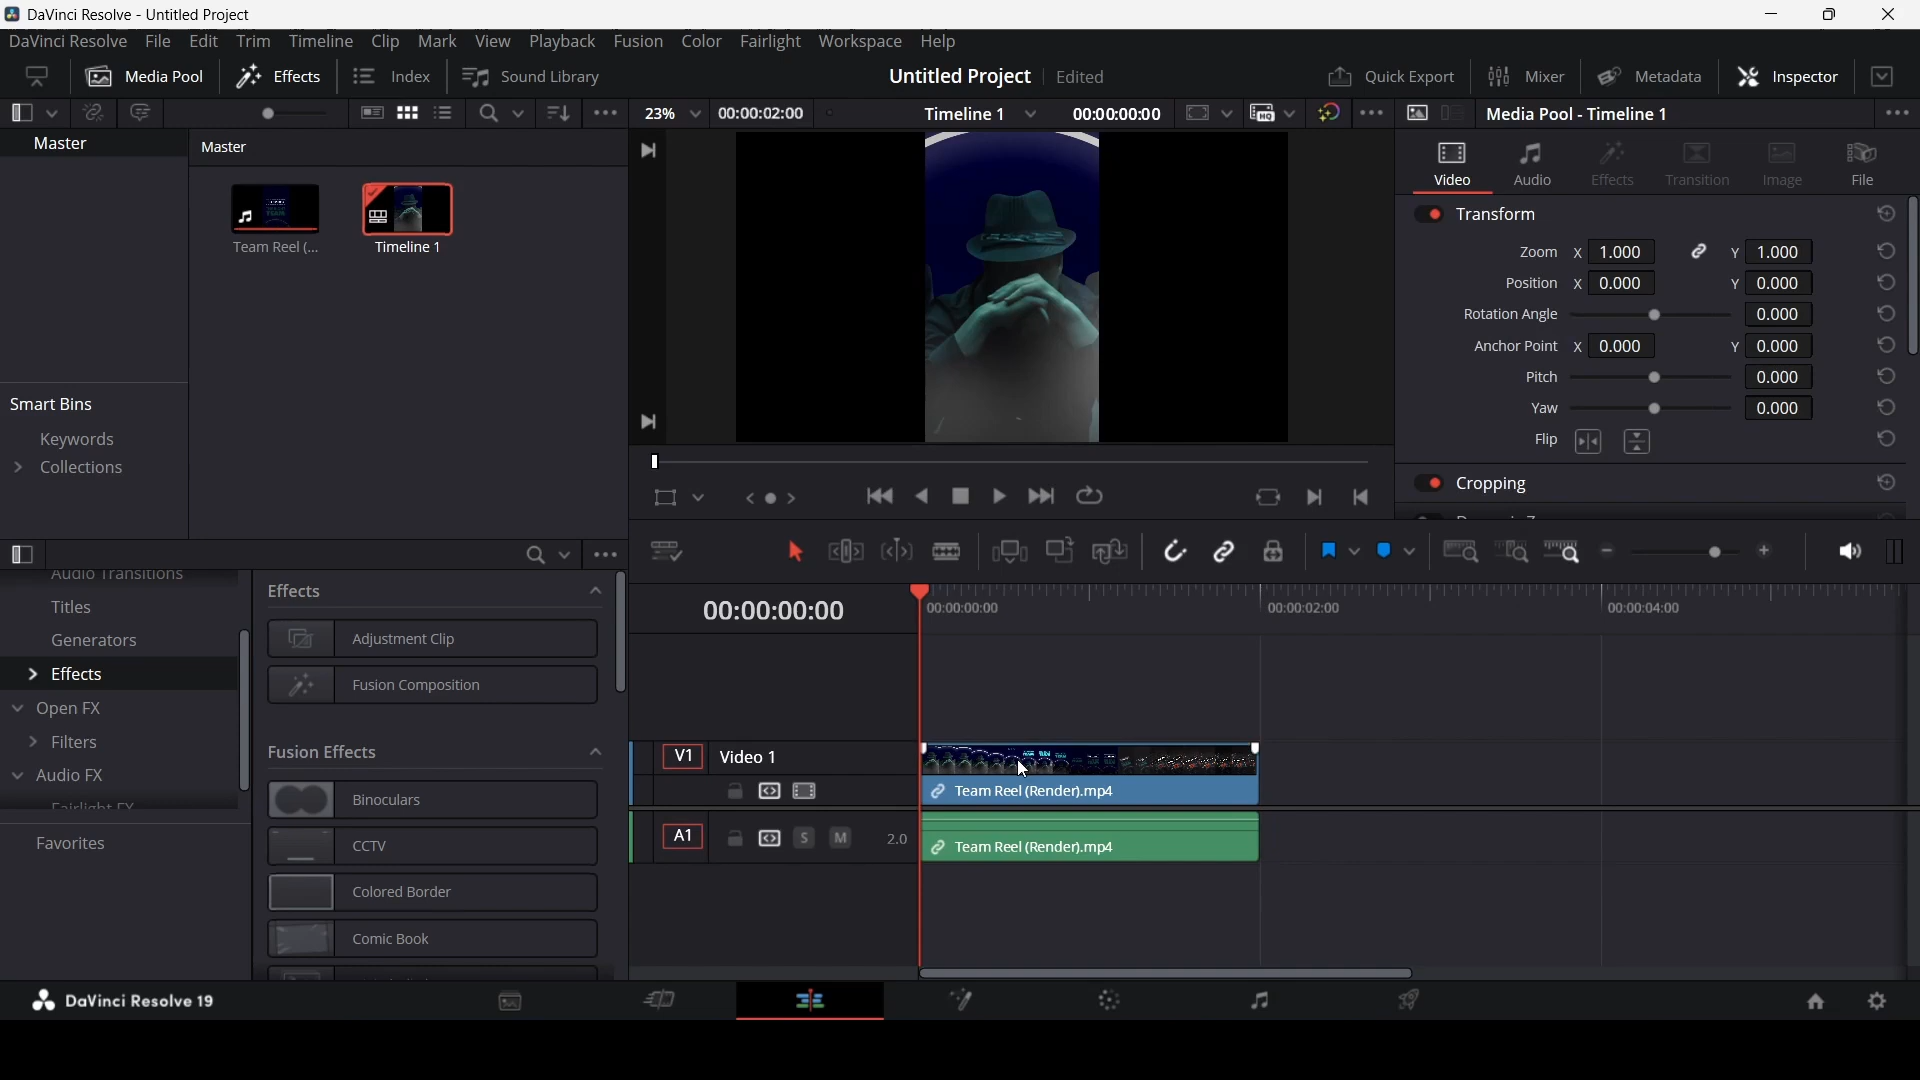 DaVinci Resolve - Untitled Project
DaVinci Resolve File Edit Trim Timeline Clip Mark View Playback Fusion Color Fairlight Workspace Help
Media Pool Effects Index Sound Library Untitled Project Edited Quick Export Mixer Metadata Inspector
23% 00:00:02:00 Timeline 1 00:00:00:00 HQ Media Pool - Timeline 1
Master
Master
Team Reel (...
Timeline 1
Smart Bins
Keywords
Collections
Video Audio Effects Transition Image File
Transform
Zoom X 1.000 Y 1.000
Position X 0.000 Y 0.000
Rotation Angle 0.000
Anchor Point X 0.000 Y 0.000
Pitch 0.000
Yaw 0.000
Flip
Cropping
Audio Transitions
Titles
Generators
Effects
Open FX
Filters
Audio FX
Fairlight FX
Favorites
Effects
Adjustment Clip
Fusion Composition
Fusion Effects
Binoculars
CCTV
Colored Border
Comic Book
00:00:00:00 00:00:00:00 00:00:02:00 00:00:04:00
V1 Video 1
Team Reel (Render).mp4
A1 S M 2.0
Team Reel (Render).mp4
DaVinci Resolve 19